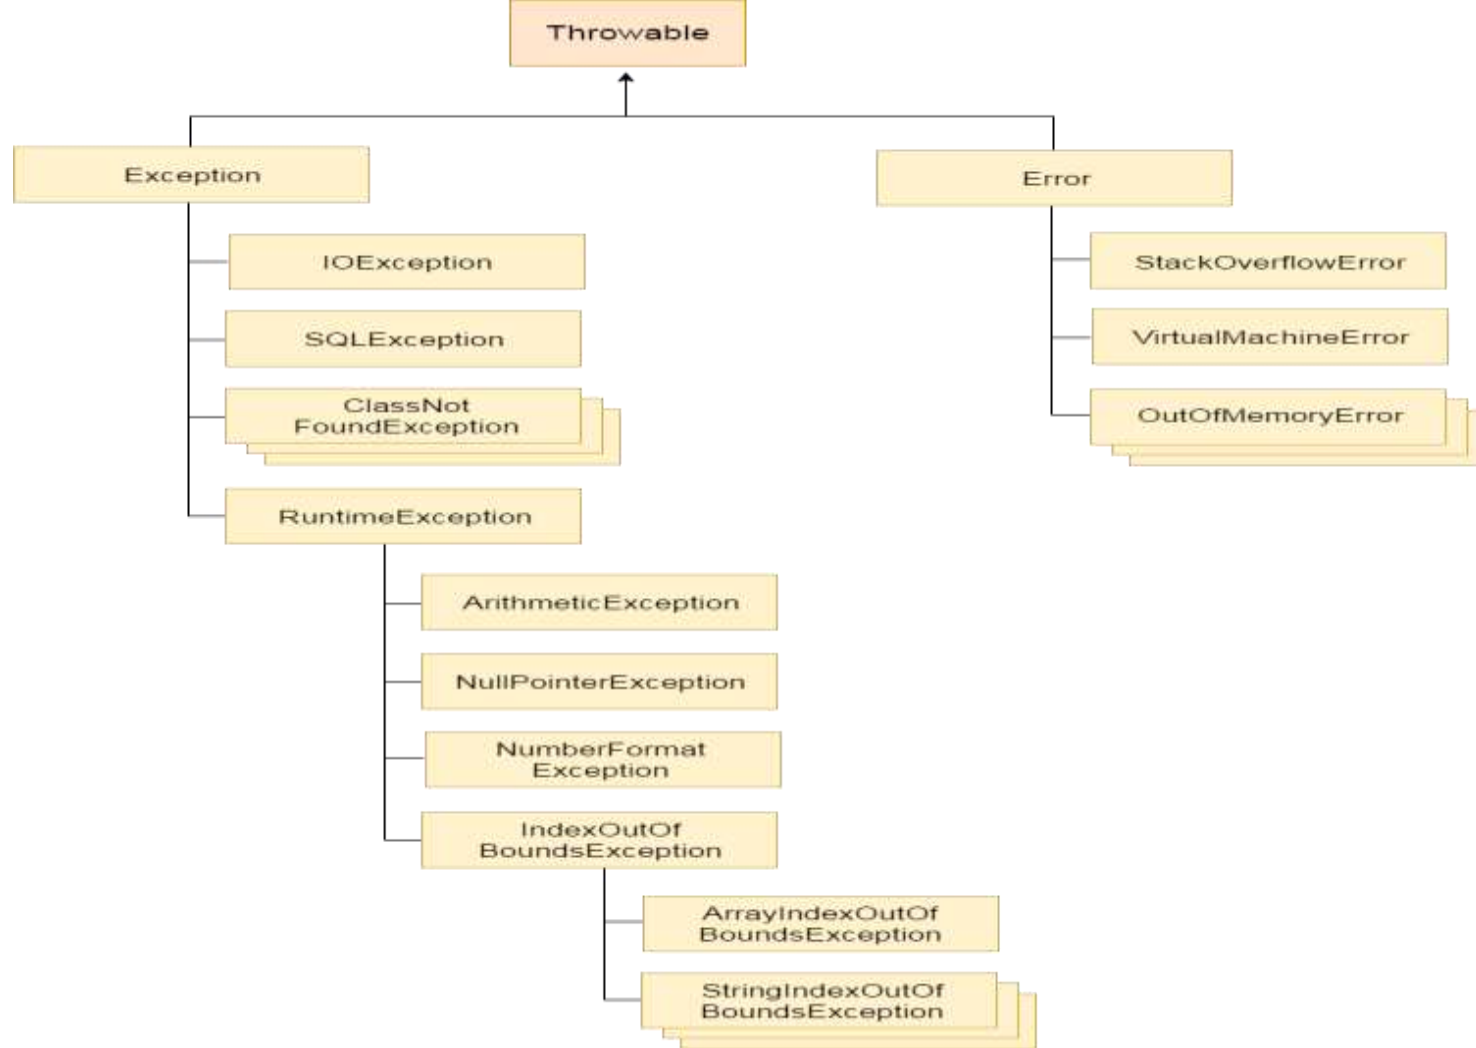 Throwable
Exception
Error
IOException
StackOverflowError
SQLException
VirtualMachineError
ClassNot
FoundException
OutOfMemoryError
RuntimeException
ArithmeticException
NullPointerException
NumberFormat
Exception
IndexOutOf
BoundsException
ArrayIndexOutOf
BoundsException
StringIndexOutOf
BoundsException